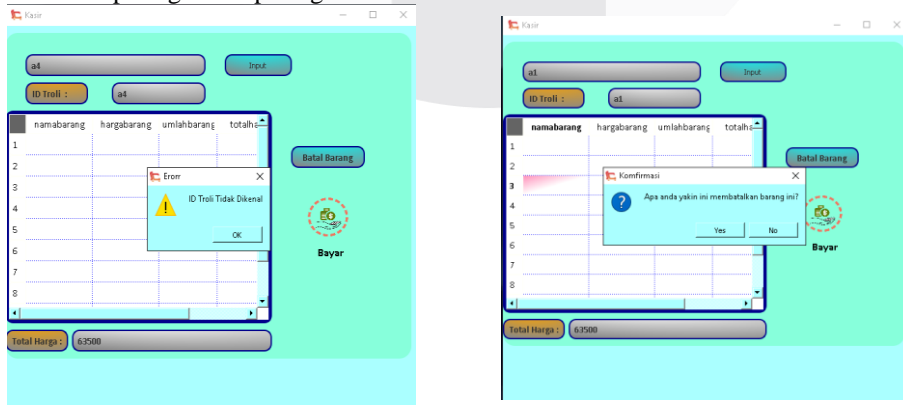 Kasir
a4
Input
ID Troli :
a4
namabarang hargabarang umlahbarang totalha
1
2
3
4
5
6
7
8
Erorr
ID Troli Tidak Dikenal
OK
Batal Barang
Bayar
Total Harga :
63500
Kasir
a1
Input
ID Troli :
a1
namabarang hargabarang umlahbarang totalha
1
2
3
4
5
6
7
8
Komfirmasi
Apa anda yakin ini membatalkan barang ini?
Yes
No
Batal Barang
Bayar
Total Harga :
63500